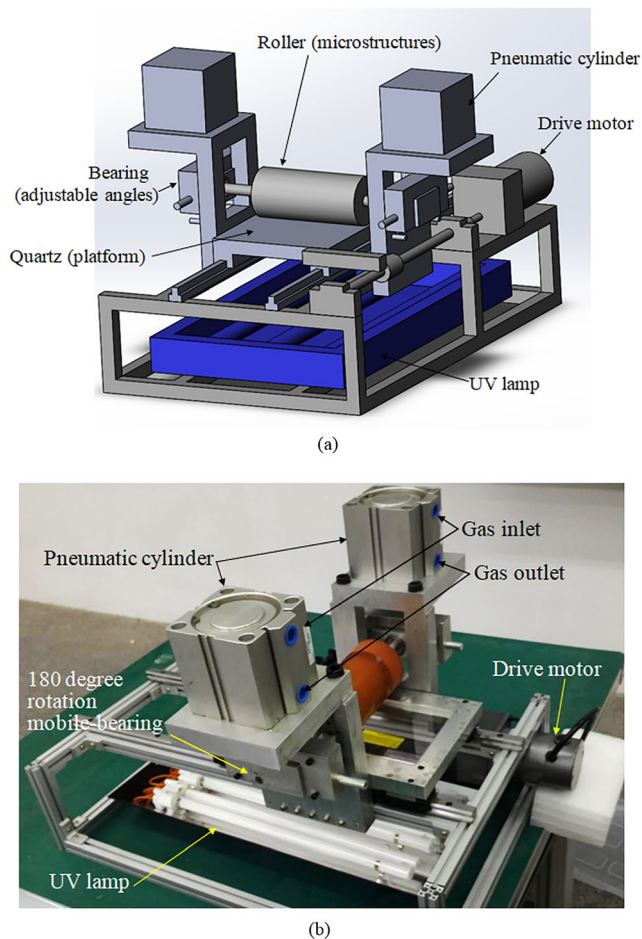 Roller (microstructures)
Pneumatic cylinder
Drive motor
Bearing
(adjustable angles)
Quartz (platform)
UV lamp
(a)
Gas inlet
Pneumatic cylinder
Gas outlet
180 degree
rotation
mobile-bearing
Drive motor
UV lamp
(b)